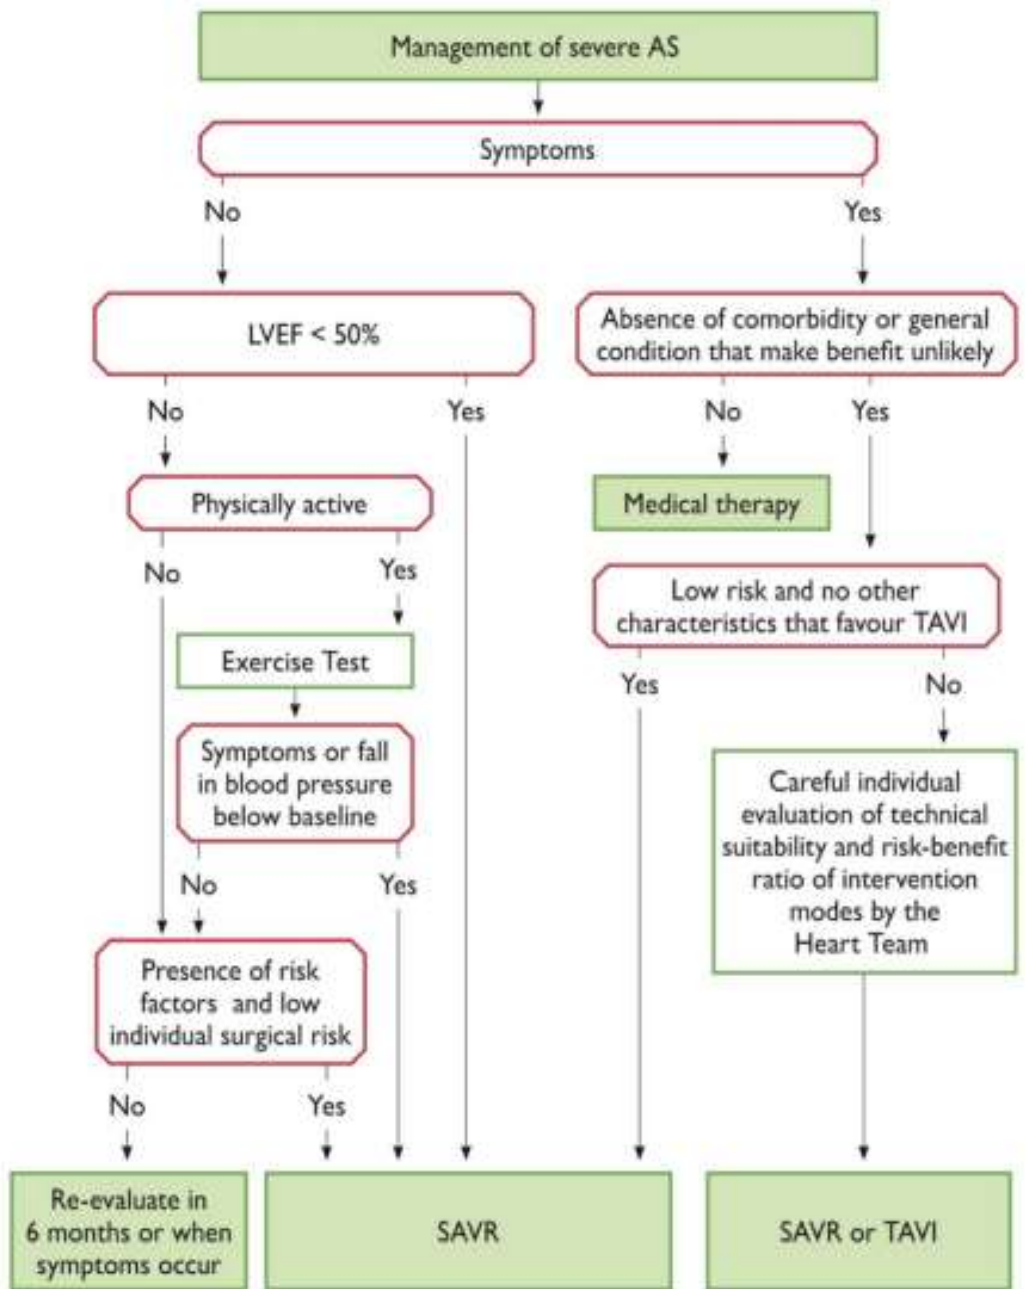 Management of severe AS
Symptoms
No
Yes
LVEF < 50%
Absence of comorbidity or general
condition that make benefit unlikely
No
Yes
No
Yes
Physically active
Medical therapy
No
Yes
Low risk and no other
characteristics that favour TAVI
Exercise Test
Yes
No
Symptoms or fall
in blood pressure
below baseline
Careful individual
evaluation of technical
suitability and risk-benefit
ratio of intervention
modes by the
Heart Team
No
Yes
Presence of risk
factors and low
individual surgical risk
No
Yes
Re-evaluate in
6 months or when
symptoms occur
SAVR
SAVR or TAVI